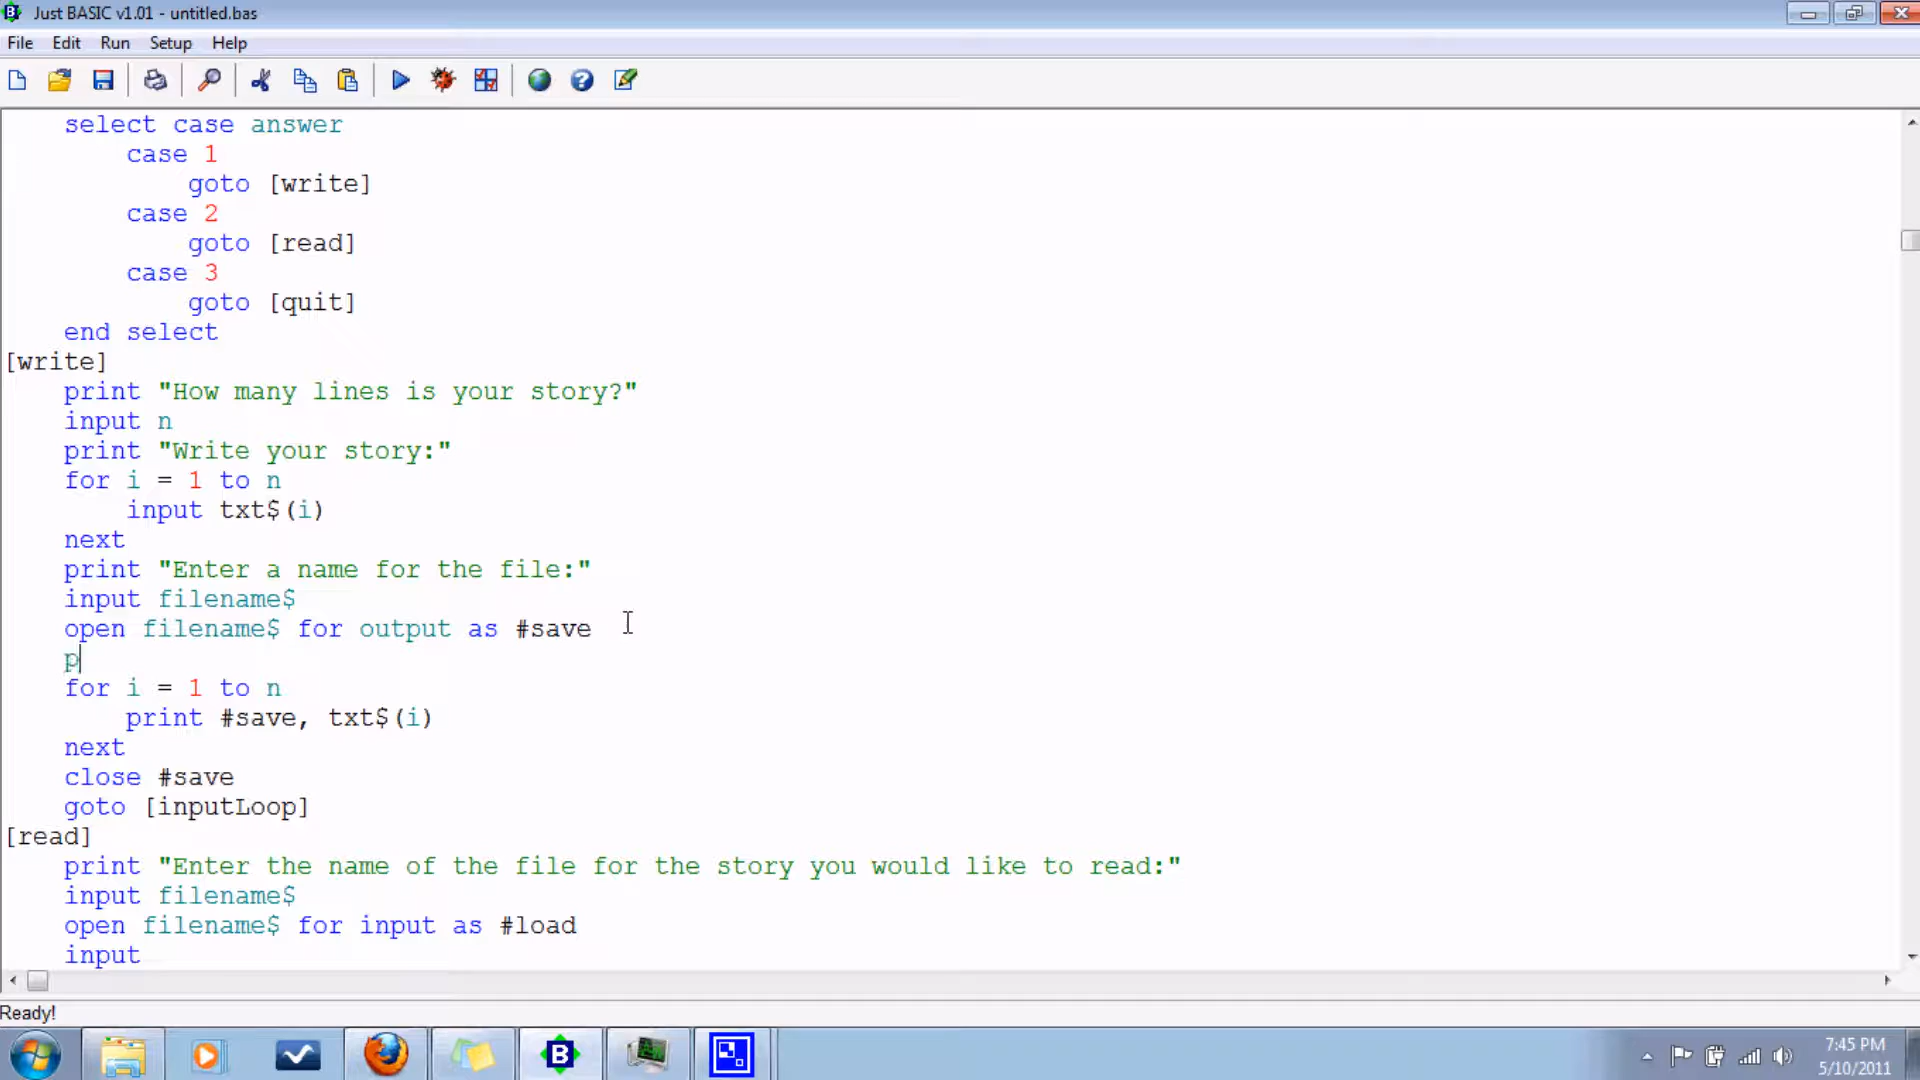 Just BASIC v1.01 - untitled.bas
File Edit Run Setup Help
select case answer
case 1
goto [write]
case 2
goto [read]
case 3
goto [quit]
end select
[write]
print "How many lines is your story?"
input n
print "Write your story:"
for i = 1 to n
input txt$(i)
next
print "Enter a name for the file:"
input filename$
open filename$ for output as #save
p
for i = 1 to n
print #save, txt$(i)
next
close #save
goto [inputLoop]
[read]
print "Enter the name of the file for the story you would like to read:"
input filename$
open filename$ for input as #load
input
Ready!
B
7:45 PM
5/10/2011